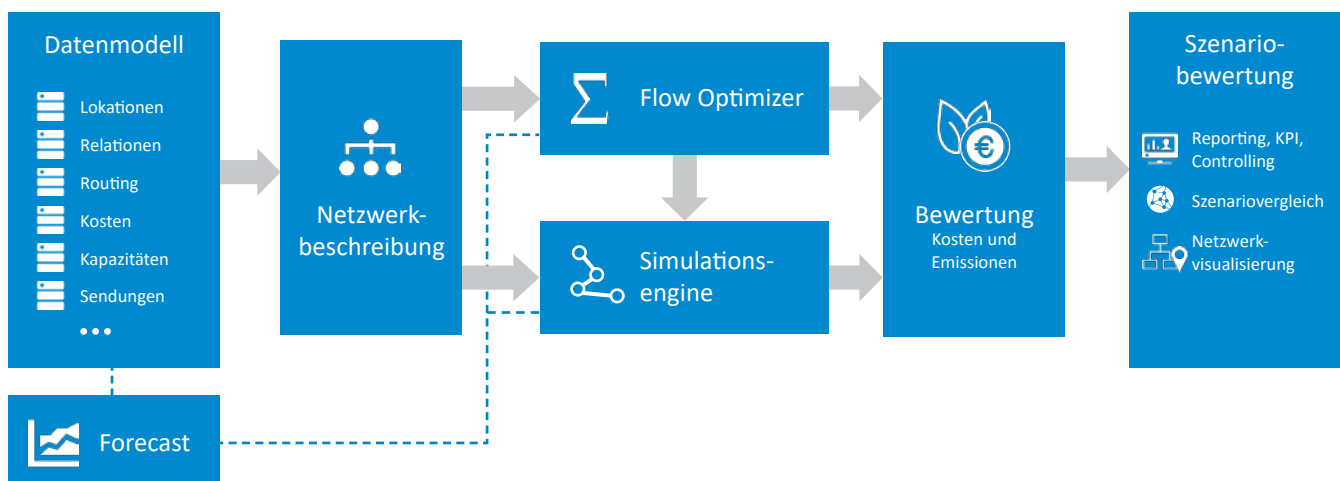 Datenmodell
Lokationen
Relationen
Routing
Kosten
Kapazitäten
Sendungen
Forecast
Netzwerk-
beschreibung
Σ Flow Optimizer
Simulations-
engine
€
Bewertung
Kosten und
Emissionen
Szenario-
bewertung
Reporting, KPI,
Controlling
Szenariovergleich
Netzwerk-
visualisierung